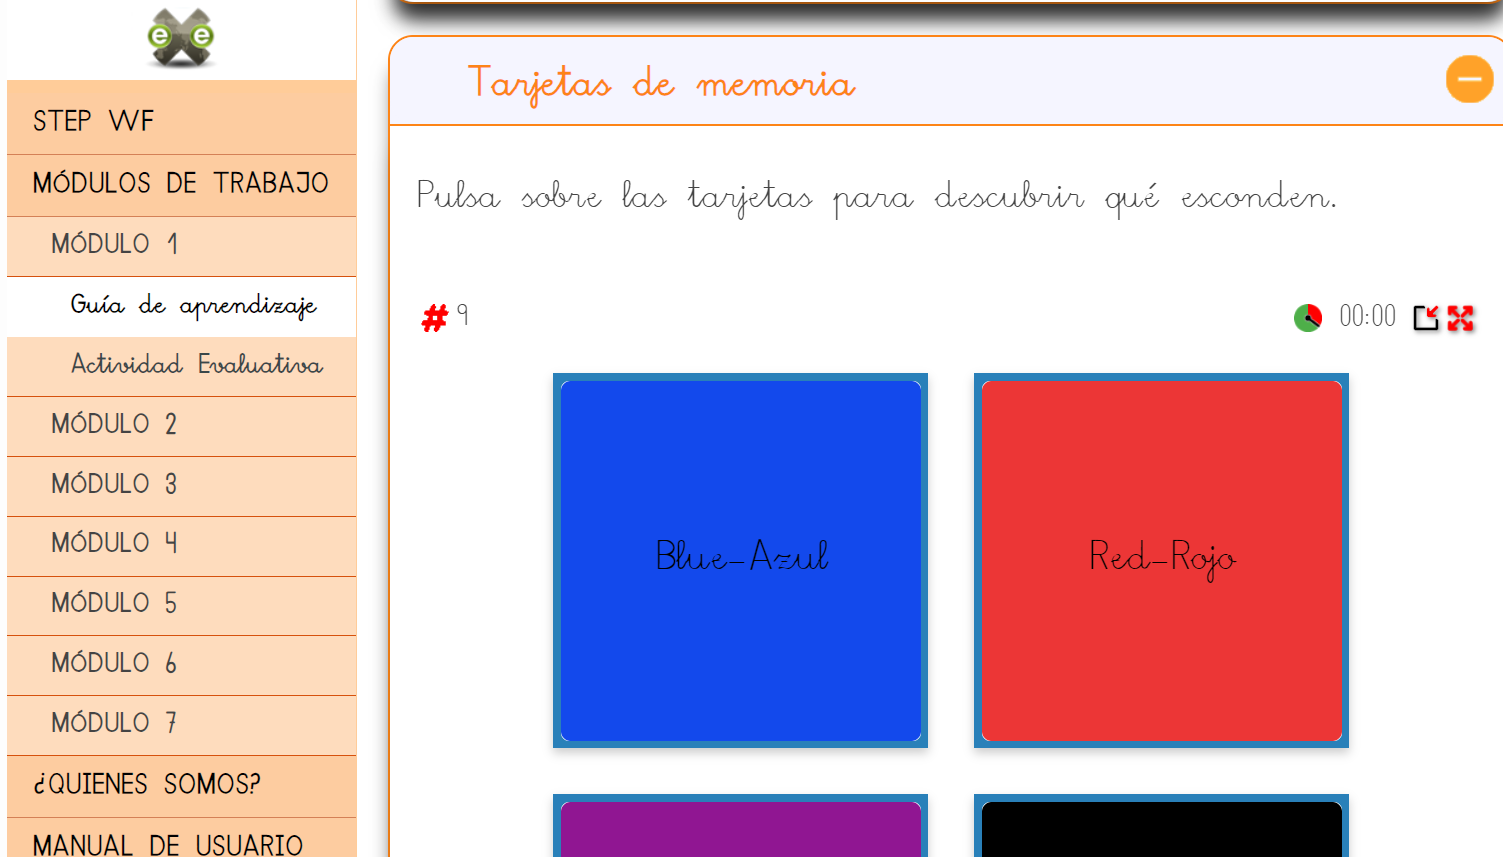 e e
STEP WF
MÓDULOS DE TRABAJO
MÓDULO 1
Guía de aprendizaje
Actividad Evaluativa
MÓDULO 2
MÓDULO 3
MÓDULO 4
MÓDULO 5
MÓDULO 6
MÓDULO 7
¿QUIENES SOMOS?
MANUAL DE USUARIO
Tarjetas de memoria
Pulsa sobre las tarjetas para descubrir qué esconden.
# 9
00:00
Blue-Azul
Red-Rojo